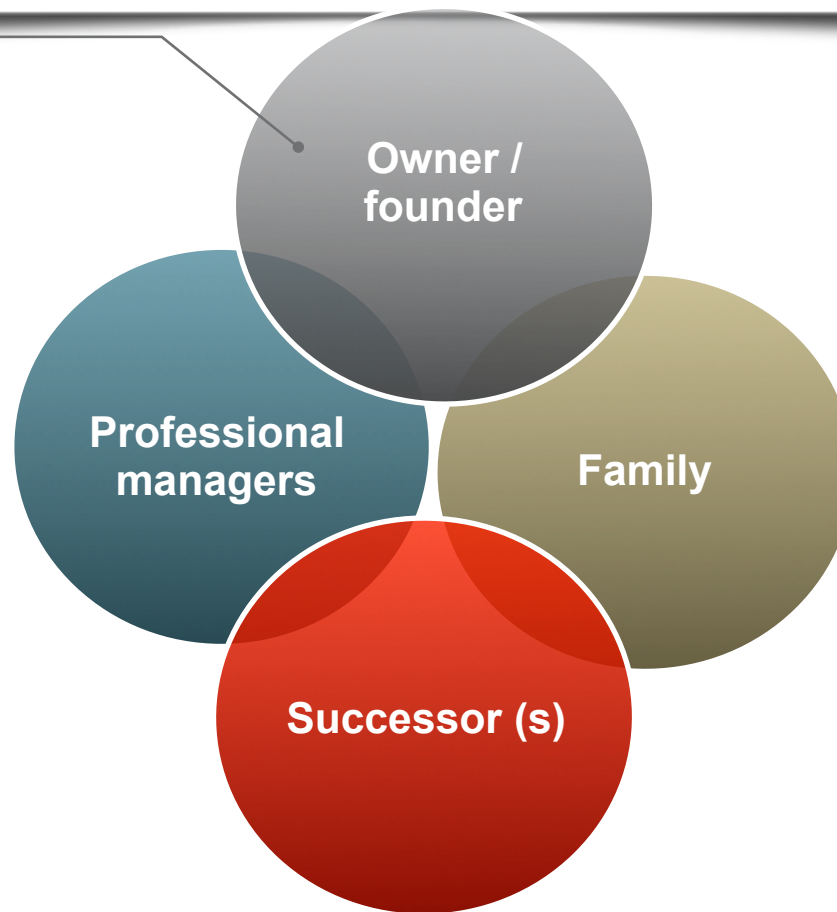 Owner /
founder
Professional
managers
Family
Successor (s)